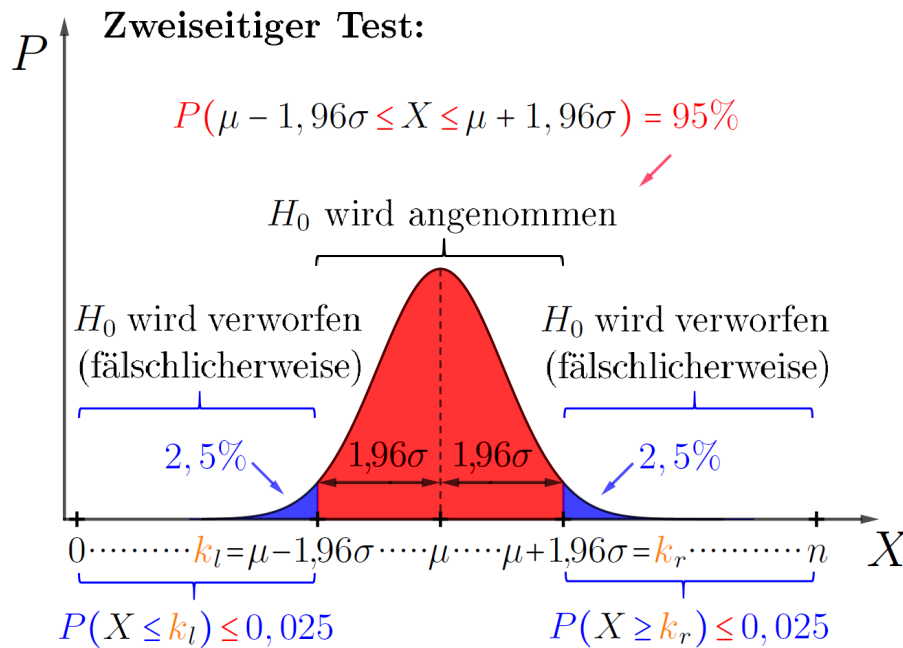 Zweiseitiger Test:
P
P(μ − 1,96σ ≤ X ≤ μ + 1,96σ) = 95%
H₀ wird angenommen
H₀ wird verworfen
(fälschlicherweise)
H₀ wird verworfen
(fälschlicherweise)
2,5%
1,96σ
1,96σ
2,5%
0··········kₗ=μ−1,96σ·····μ·····μ+1,96σ=kᵣ··········n
X
P(X ≤ kₗ) ≤ 0,025
P(X ≥ kᵣ) ≤ 0,025